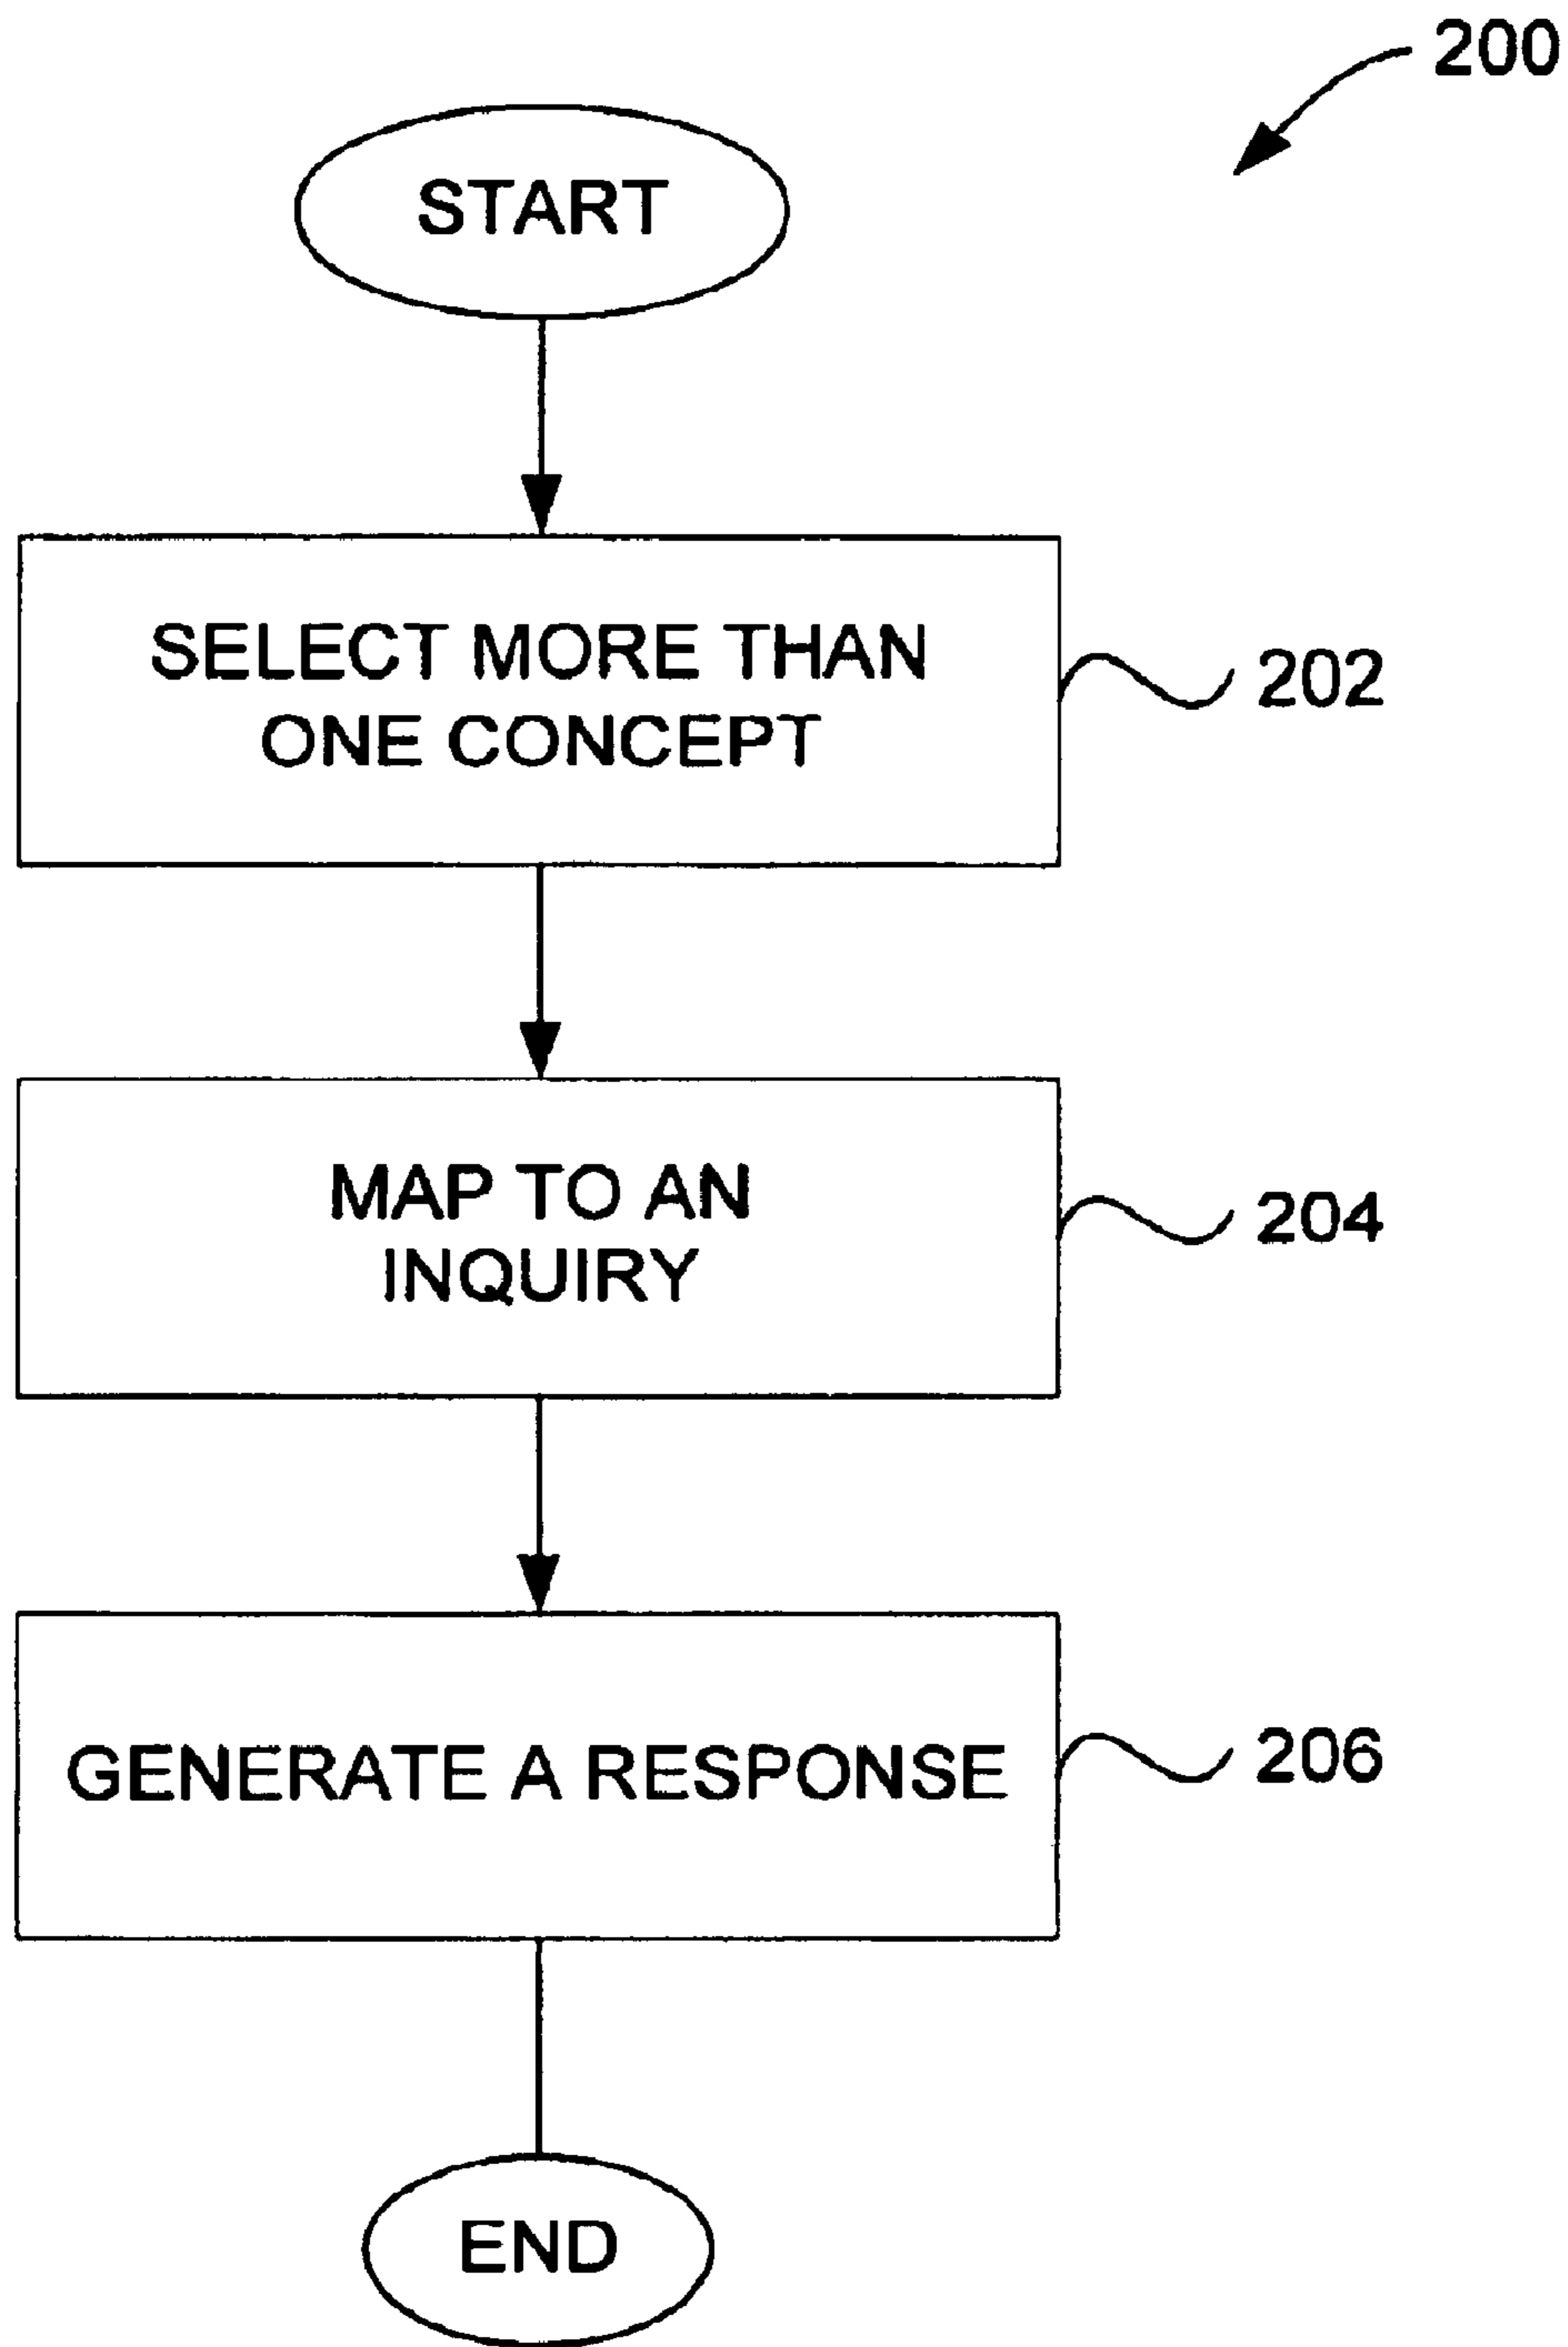 200
START
SELECT MORE THAN
ONE CONCEPT
202
MAP TO AN
INQUIRY
204
GENERATE A RESPONSE
206
END